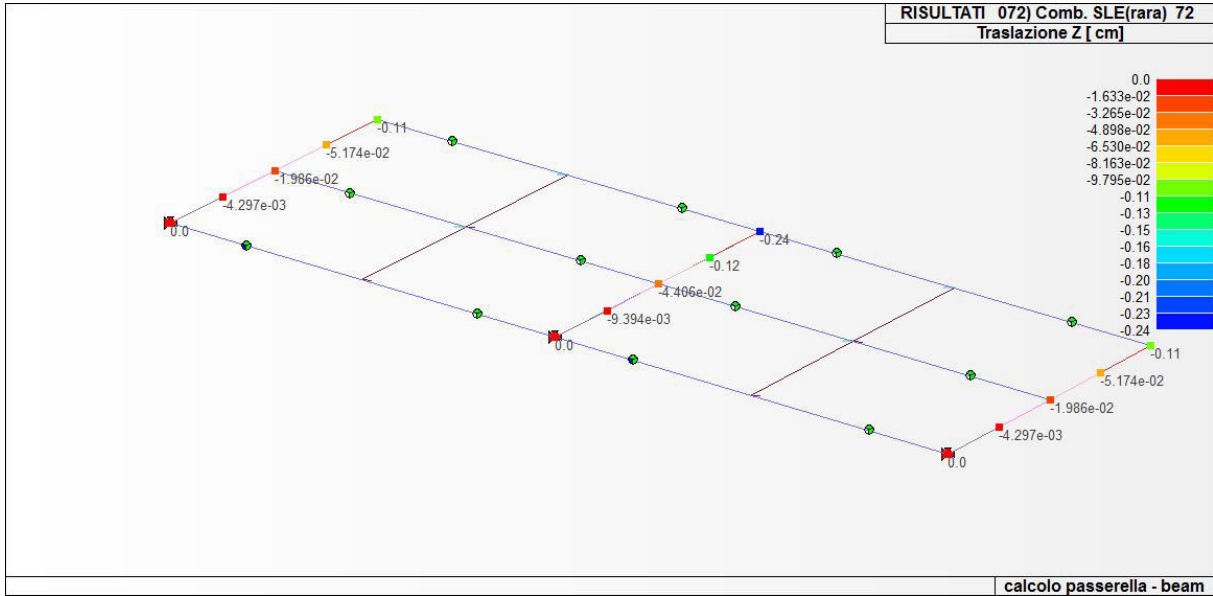 RISULTATI 072) Comb. SLE(rara) 72
Traslazione Z [ cm]
0.0
-1.633e-02
-3.265e-02
-4.898e-02
-6.530e-02
-8.163e-02
-9.795e-02
-0.11
-0.13
-0.15
-0.16
-0.18
-0.20
-0.21
-0.23
-0.24
-0.11
-5.174e-02
-1.986e-02
-4.297e-03
0.0
-0.24
-0.12
-4.406e-02
-9.394e-03
0.0
-0.11
-5.174e-02
-1.986e-02
-4.297e-03
0.0
calcolo passerella - beam